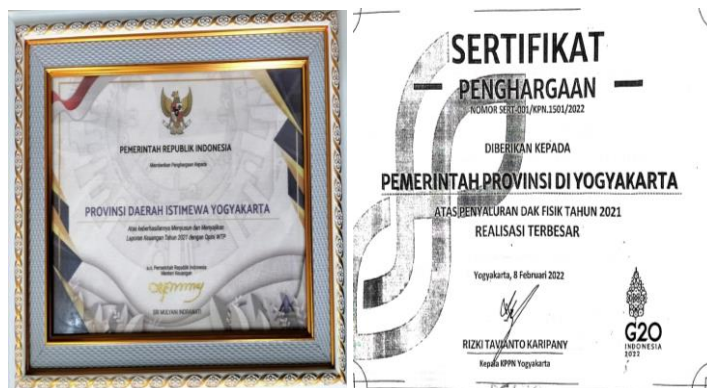 PEMERINTAH REPUBLIK INDONESIA
Memberikan Penghargaan Kepada
PROVINSI DAERAH ISTIMEWA YOGYAKARTA
Atas keberhasilannya Menyusun dan Menyajikan
Laporan Keuangan Tahun 2021 dengan Opini WTP
a.n. Pemerintah Republik Indonesia
Menteri Keuangan
SRI MULYANI INDRAWATI
SERTIFIKAT
PENGHARGAAN
NOMOR SERT-001/KPN.1501/2022
DIBERIKAN KEPADA
PEMERINTAH PROVINSI DI YOGYAKARTA
ATAS PENYALURAN DAK FISIK TAHUN 2021
REALISASI TERBESAR
Yogyakarta, 8 Februari 2022
RIZKI TAVIANTO KARIPANY
Kepala KPPN Yogyakarta
G20
INDONESIA
2022